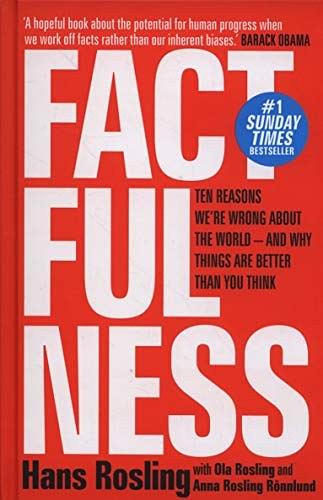 'A hopeful book about the potential for human progress when
we work off facts rather than our inherent biases.' BARACK OBAMA
FACT
FUL
NESS
#1
SUNDAY
TIMES
BESTSELLER
TEN REASONS
WE'RE WRONG ABOUT
THE WORLD – AND WHY
THINGS ARE BETTER
THAN YOU THINK
Hans Rosling
with Ola Rosling and
Anna Rosling Rönnlund